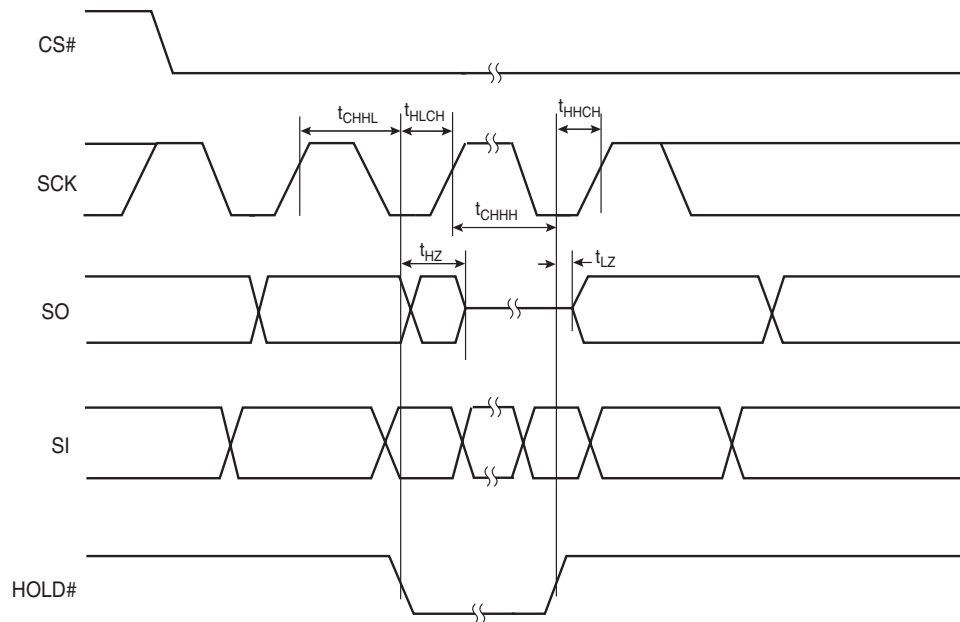 CS#
tCHHL
tHLCH
tHHCH
SCK
tCHHH
tHZ
tLZ
SO
SI
HOLD#